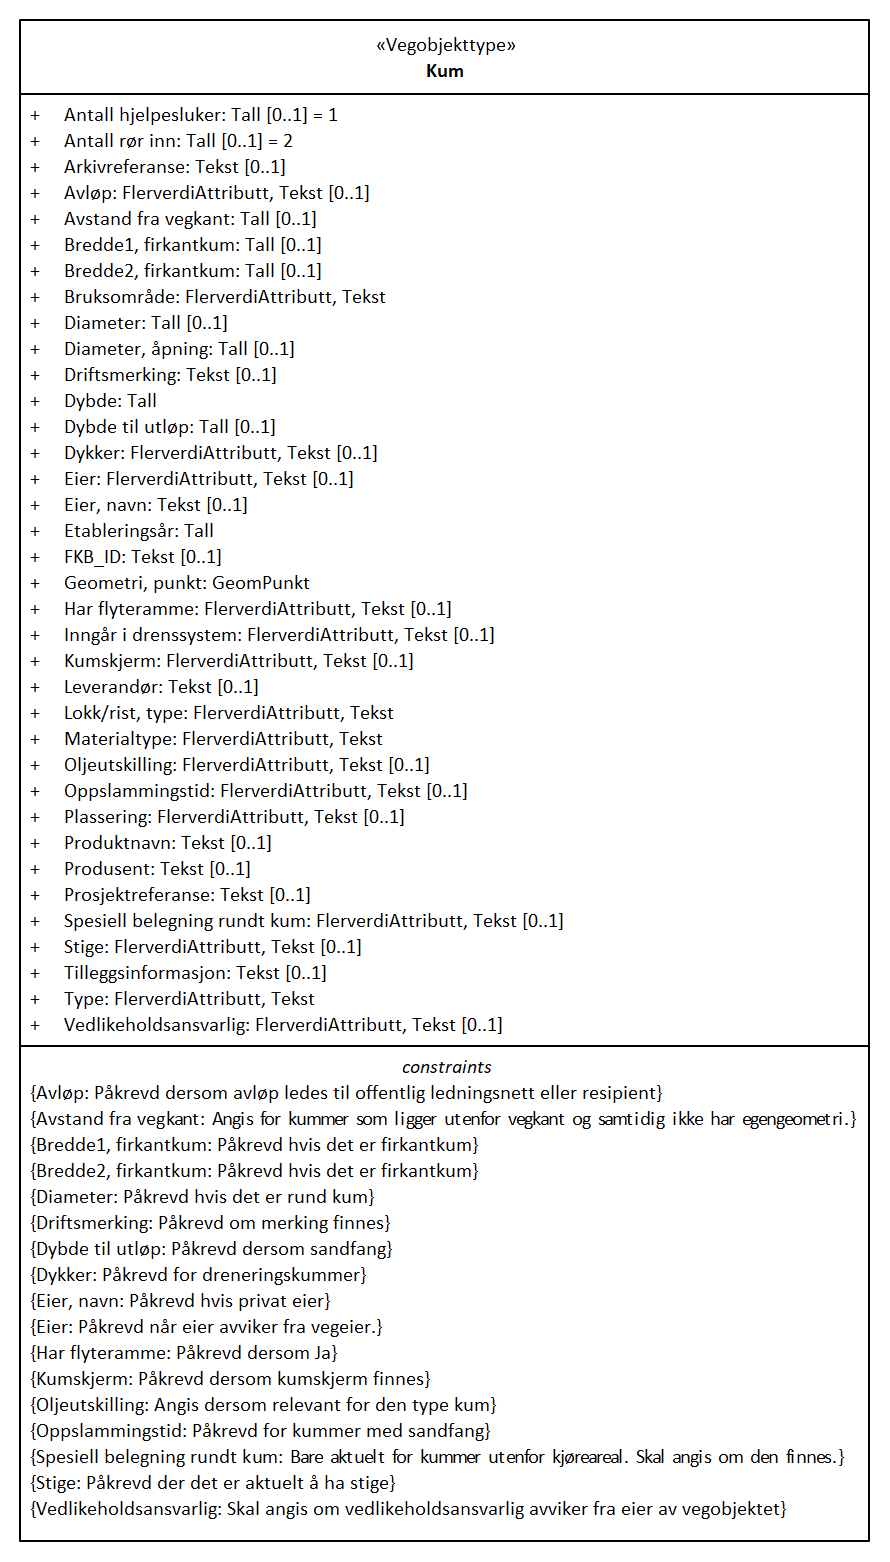 «Vegobjekttype»
Kum
+ Antall hjelpesluker: Tall [0..1] = 1
+ Antall rør inn: Tall [0..1] = 2
+ Arkivreferanse: Tekst [0..1]
+ Avløp: FlerverdiAttributt, Tekst [0..1]
+ Avstand fra vegkant: Tall [0..1]
+ Bredde1, firkantkum: Tall [0..1]
+ Bredde2, firkantkum: Tall [0..1]
+ Bruksområde: FlerverdiAttributt, Tekst
+ Diameter: Tall [0..1]
+ Diameter, åpning: Tall [0..1]
+ Driftsmerking: Tekst [0..1]
+ Dybde: Tall
+ Dybde til utløp: Tall [0..1]
+ Dykker: FlerverdiAttributt, Tekst [0..1]
+ Eier: FlerverdiAttributt, Tekst [0..1]
+ Eier, navn: Tekst [0..1]
+ Etableringsår: Tall
+ FKB_ID: Tekst [0..1]
+ Geometri, punkt: GeomPunkt
+ Har flyteramme: FlerverdiAttributt, Tekst [0..1]
+ Inngår i drenssystem: FlerverdiAttributt, Tekst [0..1]
+ Kumskjerm: FlerverdiAttributt, Tekst [0..1]
+ Leverandør: Tekst [0..1]
+ Lokk/rist, type: FlerverdiAttributt, Tekst
+ Materialtype: FlerverdiAttributt, Tekst
+ Oljeutskilling: FlerverdiAttributt, Tekst [0..1]
+ Oppslammingstid: FlerverdiAttributt, Tekst [0..1]
+ Plassering: FlerverdiAttributt, Tekst [0..1]
+ Produktnavn: Tekst [0..1]
+ Produsent: Tekst [0..1]
+ Prosjektreferanse: Tekst [0..1]
+ Spesiell belegning rundt kum: FlerverdiAttributt, Tekst [0..1]
+ Stige: FlerverdiAttributt, Tekst [0..1]
+ Tilleggsinformasjon: Tekst [0..1]
+ Type: FlerverdiAttributt, Tekst
+ Vedlikeholdsansvarlig: FlerverdiAttributt, Tekst [0..1]
constraints
{Avløp: Påkrevd dersom avløp ledes til offentlig ledningsnett eller resipient}
{Avstand fra vegkant: Angis for kummer som ligger utenfor vegkant og samtidig ikke har egengeometri.}
{Bredde1, firkantkum: Påkrevd hvis det er firkantkum}
{Bredde2, firkantkum: Påkrevd hvis det er firkantkum}
{Diameter: Påkrevd hvis det er rund kum}
{Driftsmerking: Påkrevd om merking finnes}
{Dybde til utløp: Påkrevd dersom sandfang}
{Dykker: Påkrevd for dreneringskummer}
{Eier, navn: Påkrevd hvis privat eier}
{Eier: Påkrevd når eier avviker fra vegeier.}
{Har flyteramme: Påkrevd dersom Ja}
{Kumskjerm: Påkrevd dersom kumskjerm finnes}
{Oljeutskilling: Angis dersom relevant for den type kum}
{Oppslammingstid: Påkrevd for kummer med sandfang}
{Spesiell belegning rundt kum: Bare aktuelt for kummer utenfor kjøreareal. Skal angis om den finnes.}
{Stige: Påkrevd der det er aktuelt å ha stige}
{Vedlikeholdsansvarlig: Skal angis om vedlikeholdsansvarlig avviker fra eier av vegobjektet}